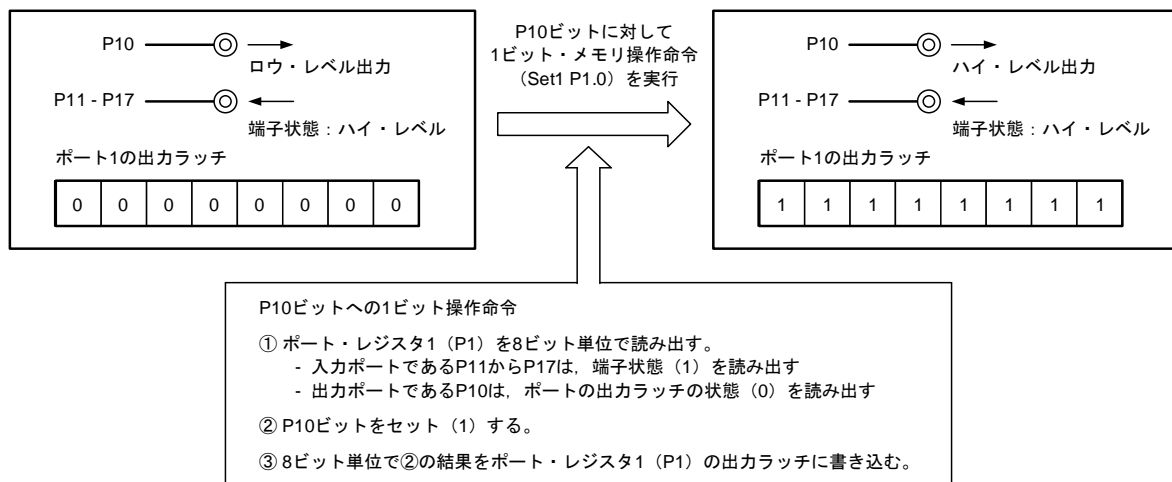 P10
ロウ・レベル出力
P11 - P17
端子状態：ハイ・レベル
ポート1の出力ラッチ
0 0 0 0 0 0 0 0
P10ビットに対して
1ビット・メモリ操作命令
（Set1 P1.0）を実行
P10
ハイ・レベル出力
P11 - P17
端子状態：ハイ・レベル
ポート1の出力ラッチ
1 1 1 1 1 1 1 1
P10ビットへの1ビット操作命令
① ポート・レジスタ1（P1）を8ビット単位で読み出す。
- 入力ポートであるP11からP17は，端子状態（1）を読み出す
- 出力ポートであるP10は，ポートの出力ラッチの状態（0）を読み出す
② P10ビットをセット（1）する。
③ 8ビット単位で②の結果をポート・レジスタ1（P1）の出力ラッチに書き込む。